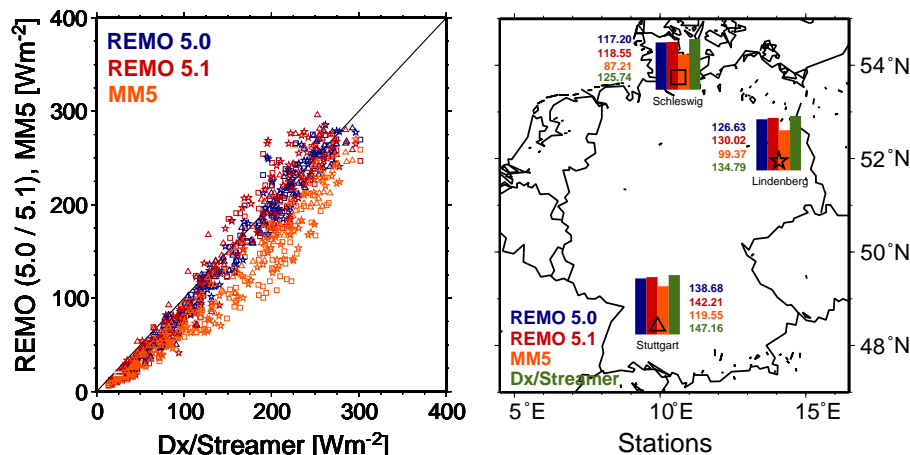 REMO (5.0 / 5.1), MM5 [Wm-2]
400
300
200
100
0
REMO 5.0
REMO 5.1
MM5
0 100 200 300 400
Dx/Streamer [Wm-2]
117.20
118.55
87.21
125.74
Schleswig
126.63
130.02
99.37
134.79
Lindenberg
138.68
142.21
119.55
147.16
Stuttgart
REMO 5.0
REMO 5.1
MM5
Dx/Streamer
54°N
52°N
50°N
48°N
5°E 10°E 15°E
Stations